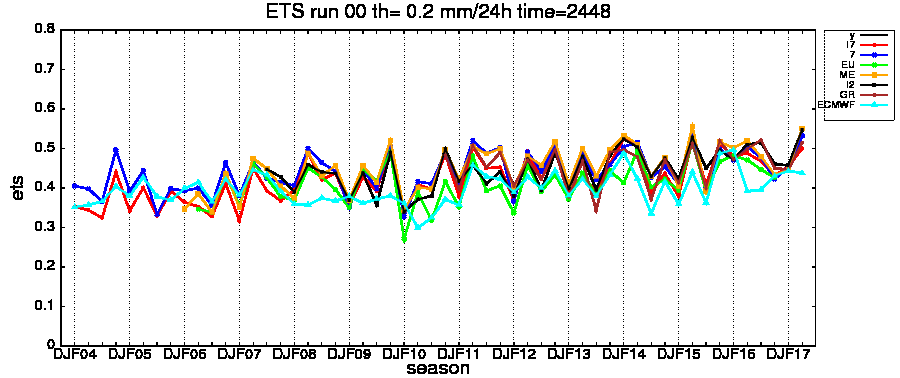 ETS run 00 th= 0.2 mm/24h time=2448
0.8
0.7
0.6
0.5
0.4
0.3
0.2
0.1
0
ets
DJF04 DJF05 DJF06 DJF07 DJF08 DJF09 DJF10 DJF11 DJF12 DJF13 DJF14 DJF15 DJF16 DJF17
season
y
I7
7
EU
ME
I2
GR
ECMWF